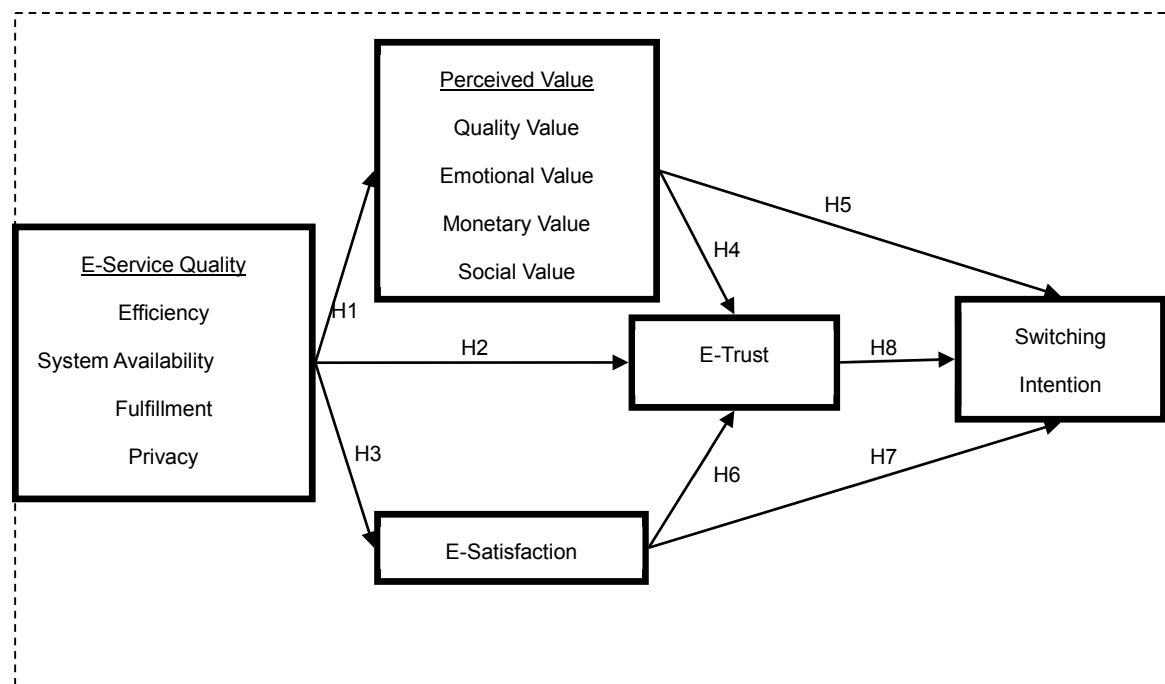 Perceived Value
Quality Value
Emotional Value
Monetary Value
Social Value
E-Service Quality
Efficiency
System Availability
Fulfillment
Privacy
H1
H2
H3
H4
H5
E-Trust
H8
Switching
Intention
H6
H7
E-Satisfaction